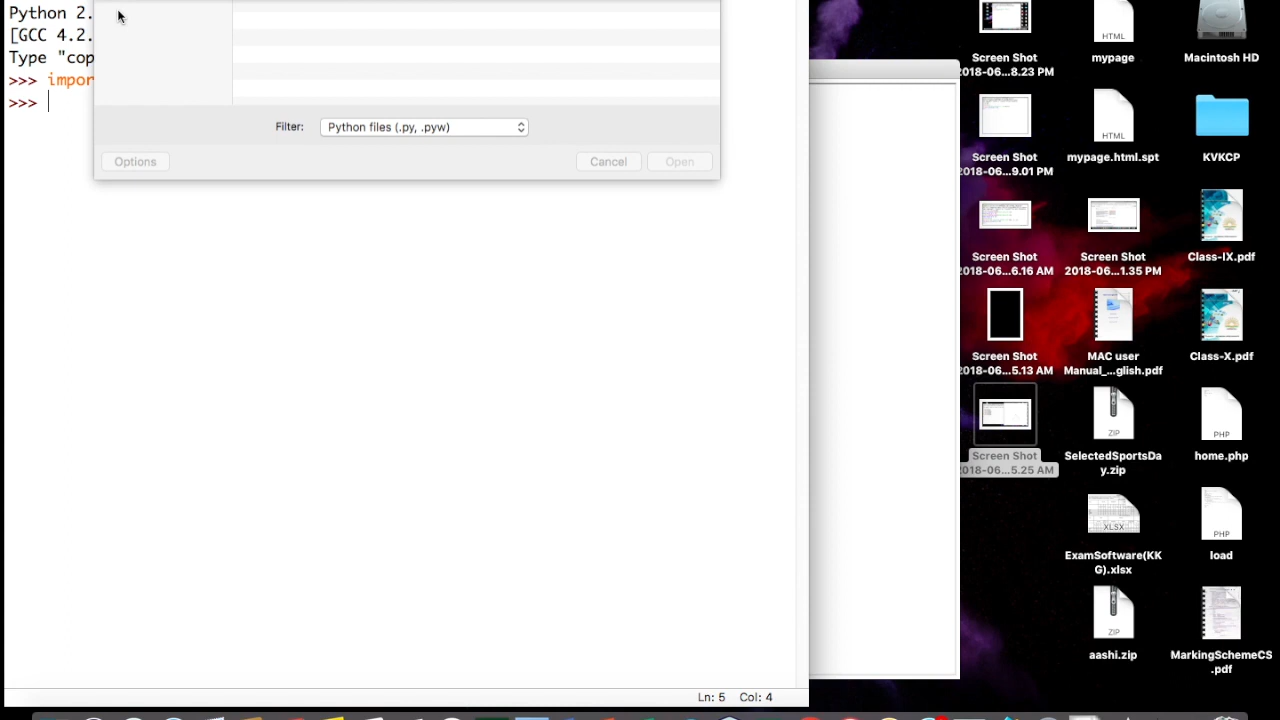 Python 2.
[GCC 4.2.
Type "cop
>>> impor
>>>
Filter: Python files (.py, .pyw)
Options Cancel Open
Ln: 5 Col: 4
Screen Shot
2018-06...8.23 PM
HTML
mypage
Macintosh HD
Screen Shot
2018-06...9.01 PM
HTML
mypage.html.spt
KVKCP
Screen Shot
2018-06...6.16 AM
Screen Shot
2018-06...1.35 PM
Class-IX.pdf
Screen Shot
2018-06...5.13 AM
MAC user
Manual_...glish.pdf
Class-X.pdf
Screen Shot
2018-06...5.25 AM
ZIP
SelectedSportsDa
y.zip
PHP
home.php
XLSX
ExamSoftware(KK
G).xlsx
PHP
load
ZIP
aashi.zip
MarkingSchemeCS
.pdf